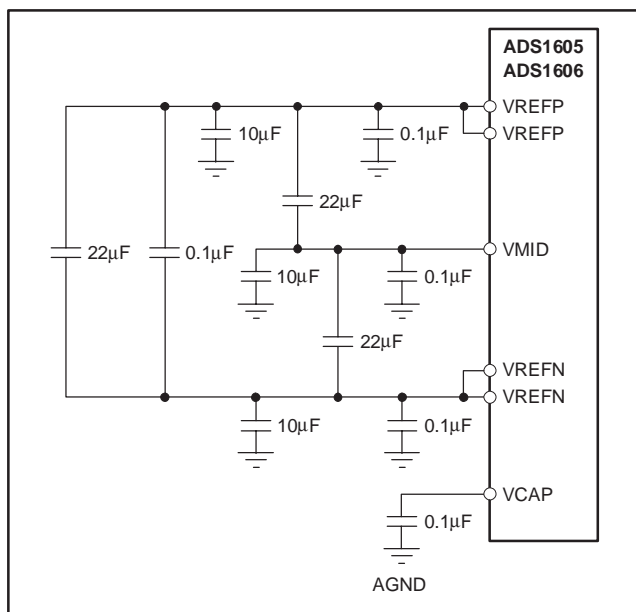 ADS1605
ADS1606
VREFP
10μF
0.1μF
VREFP
22μF
VMID
22μF
0.1μF
10μF
0.1μF
22μF
VREFN
VREFN
10μF
0.1μF
VCAP
0.1μF
AGND